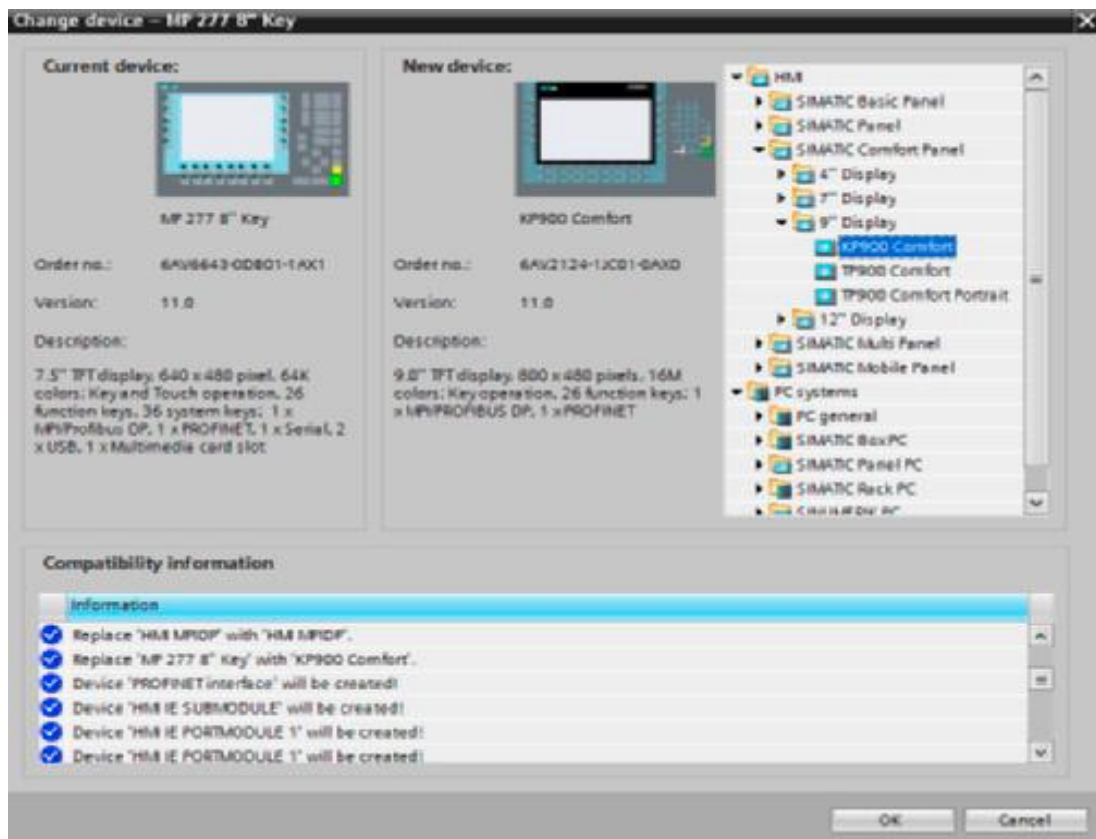 Change device – MP 277 8" Key
Current device:
MP 277 8" Key
Order no.: 6AV6643-0DB01-1AX1
Version: 11.0
Description:
7.5" TFT display, 640 x 480 pixel, 64K
colors; Key and Touch operation, 26
function keys, 36 system keys; 1 x
MPI/Profibus DP, 1 x PROFINET, 1 x Serial, 2
x USB, 1 x Multimedia card slot
New device:
KP900 Comfort
Order no.: 6AV2124-1JC01-0AX0
Version: 11.0
Description:
9.0" TFT display, 800 x 480 pixels, 16M
colors; Key operation, 26 function keys; 1
x MPI/PROFIBUS DP, 1 x PROFINET
HMI
SIMATIC Basic Panel
SIMATIC Panel
SIMATIC Comfort Panel
4" Display
7" Display
9" Display
KP900 Comfort
TP900 Comfort
TP900 Comfort Portrait
12" Display
SIMATIC Multi Panel
SIMATIC Mobile Panel
PC systems
PC general
SIMATIC Box PC
SIMATIC Panel PC
SIMATIC Rack PC
SINUMERIK PC
Compatibility information
Information
Replace 'HMI MPIDP' with 'HMI MPIDP'.
Replace 'MP 277 8" Key' with 'KP900 Comfort'.
Device 'PROFINET interface' will be created!
Device 'HMI IE SUBMODULE' will be created!
Device 'HMI IE PORTMODULE 1' will be created!
Device 'HMI IE PORTMODULE 1' will be created!
OK
Cancel